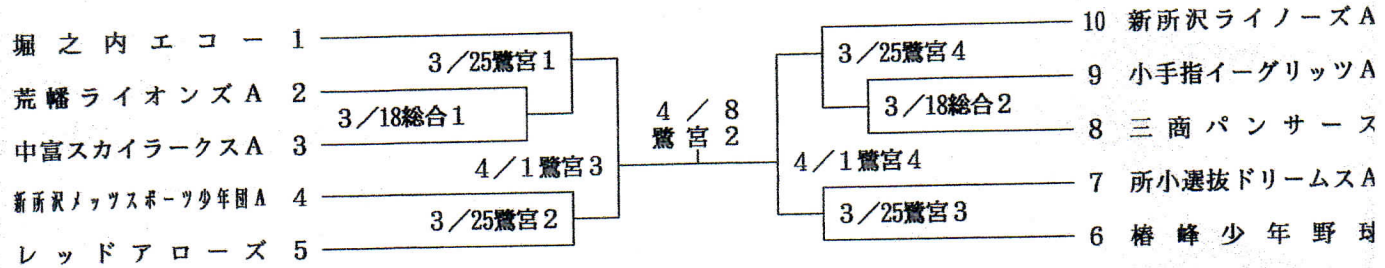 堀之内エコー 1
3/25鷺宮1
荒幡ライオンズA 2
3/18総合1
中富スカイラークスA 3
4/1鷺宮3
新所沢メッツスポーツ少年団A 4
3/25鷺宮2
レッドアローズ 5
4/8
鷺宮2
10 新所沢ライノーズA
3/25鷺宮4
9 小手指イーグリッツA
3/18総合2
8 三商パンサース
4/1鷺宮4
7 所小選抜ドリームスA
3/25鷺宮3
6 椿峰少年野球